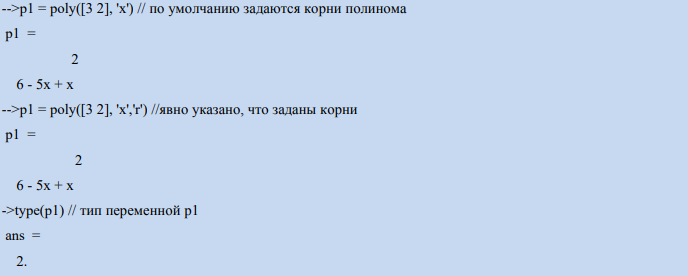 -->p1 = poly([3 2], 'x') // по умолчанию задаются корни полинома
p1 =
2
6 - 5x + x
-->p1 = poly([3 2], 'x','r') //явно указано, что заданы корни
p1 =
2
6 - 5x + x
->type(p1) // тип переменной p1
ans =
2.